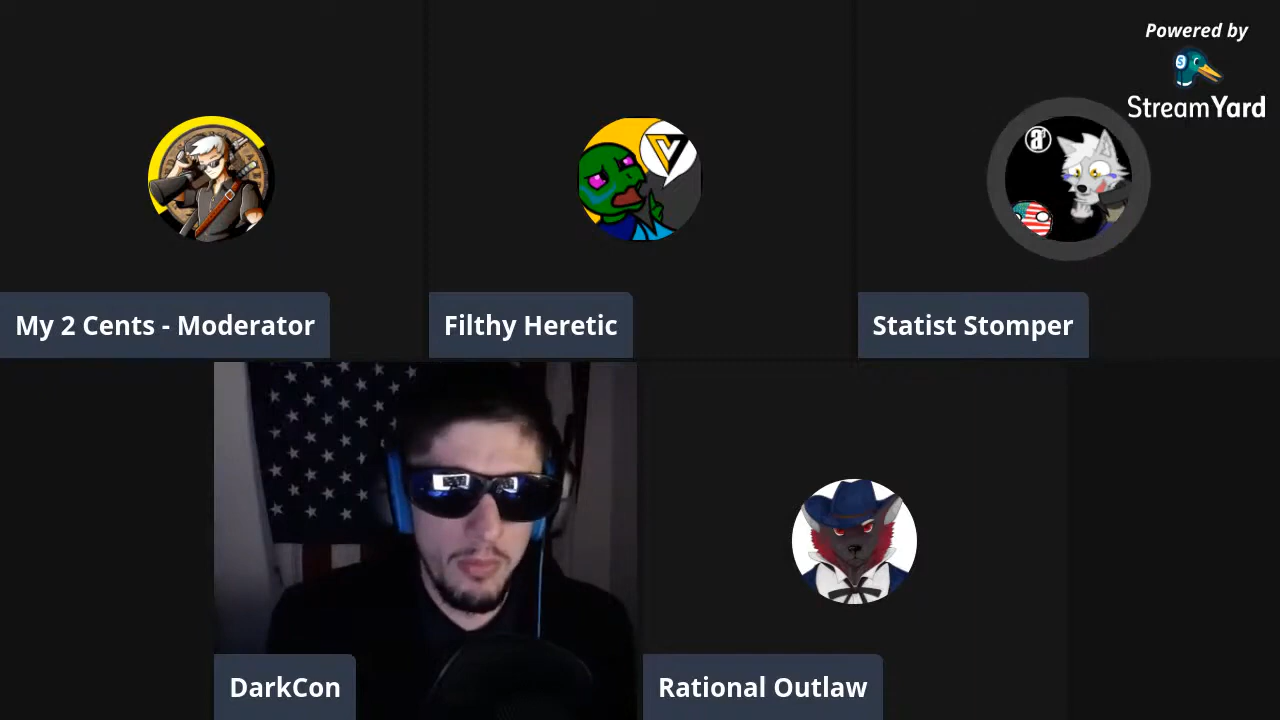 Powered by
StreamYard
My 2 Cents - Moderator
Filthy Heretic
Statist Stomper
DarkCon
Rational Outlaw